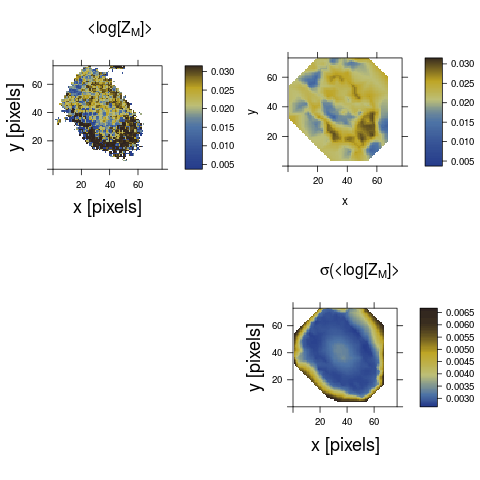 <log[Z_M]>
60
40
20
20 40 60
x [pixels]
y [pixels]
0.030
0.025
0.020
0.015
0.010
0.005
60
40
20
20 40 60
x
y
0.030
0.025
0.020
0.015
0.010
0.005
σ(<log[Z_M]>
60
40
20
20 40 60
x [pixels]
y [pixels]
0.0065
0.0060
0.0055
0.0050
0.0045
0.0040
0.0035
0.0030